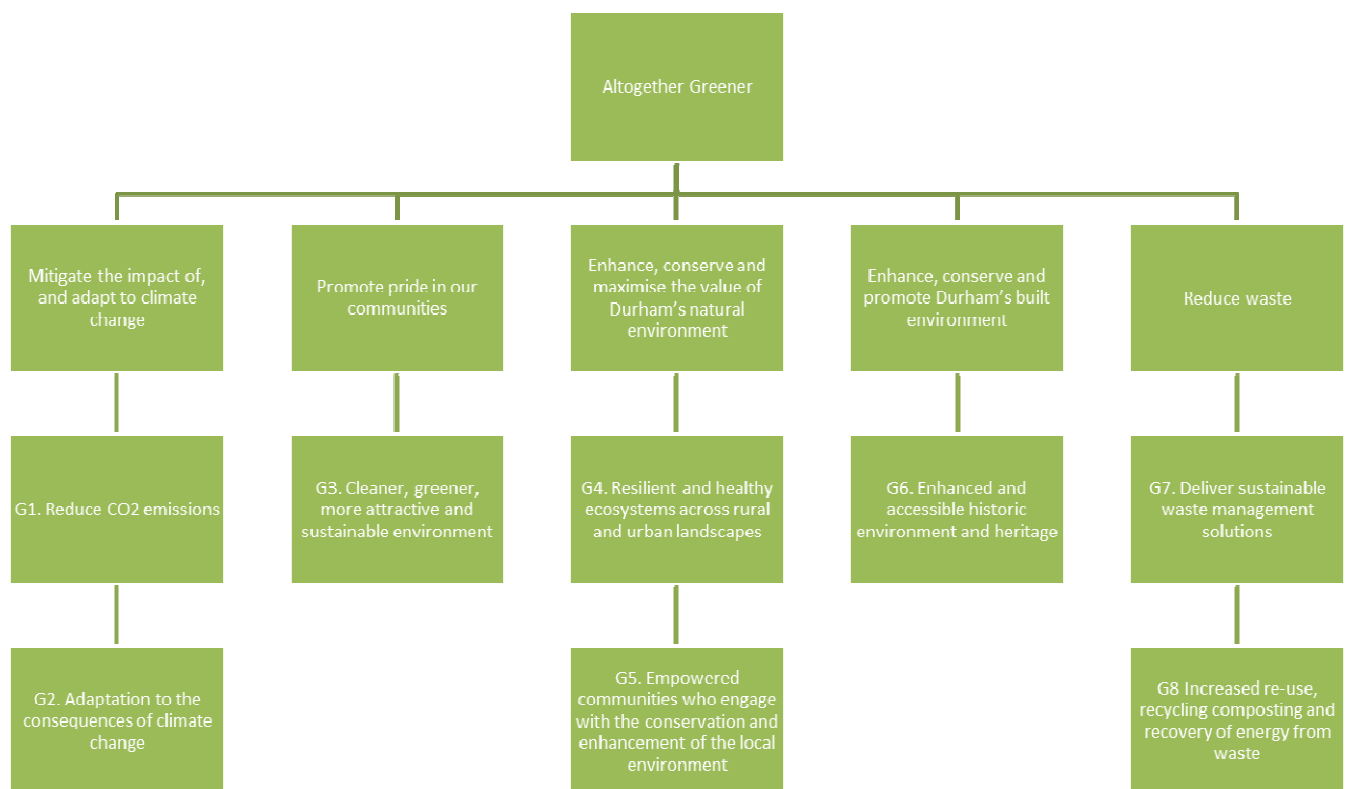 Altogether Greener
Mitigate the impact of,
and adapt to climate
change
Promote pride in our
communities
Enhance, conserve and
maximise the value of
Durham's natural
environment
Enhance, conserve and
promote Durham's built
environment
Reduce waste
G1. Reduce CO2 emissions
G3. Cleaner, greener,
more attractive and
sustainable environment
G4. Resilient and healthy
ecosystems across rural
and urban landscapes
G6. Enhanced and
accessible historic
environment and heritage
G7. Deliver sustainable
waste management
solutions
G2. Adaptation to the
consequences of climate
change
G5. Empowered
communities who engage
with the conservation and
enhancement of the local
environment
G8 Increased re-use,
recycling composting and
recovery of energy from
waste